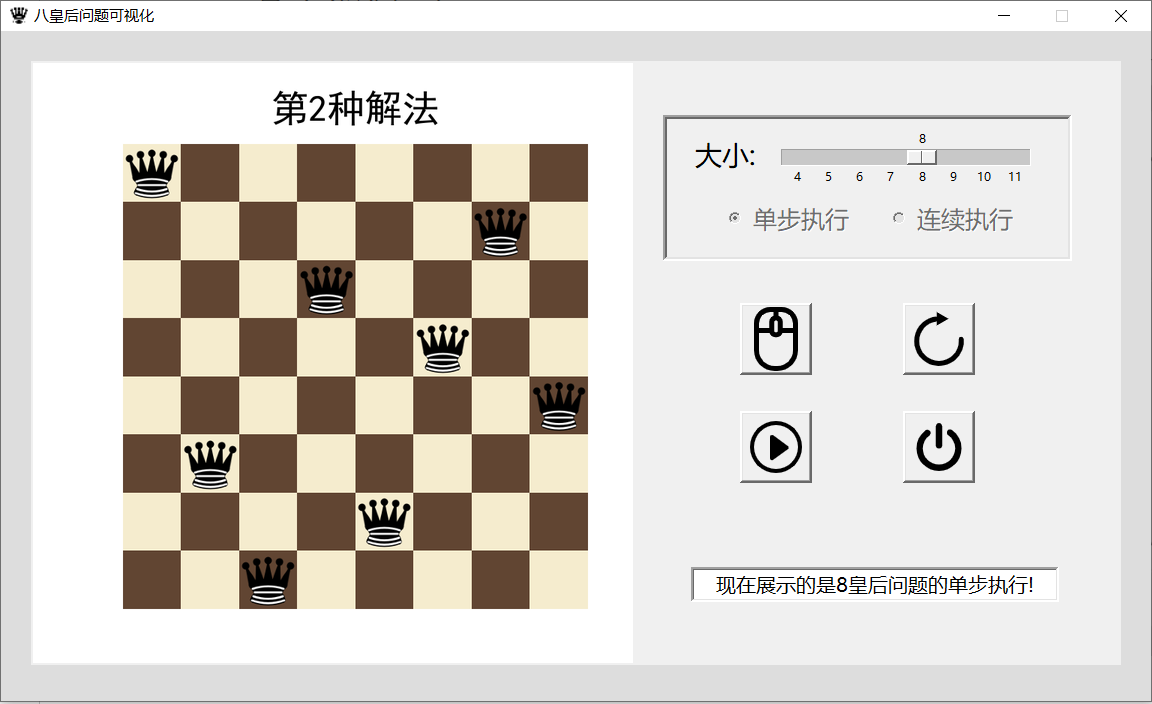 八皇后问题可视化
第2种解法
大小:
8
4 5 6 7 8 9 10 11
单步执行 连续执行
现在展示的是8皇后问题的单步执行!